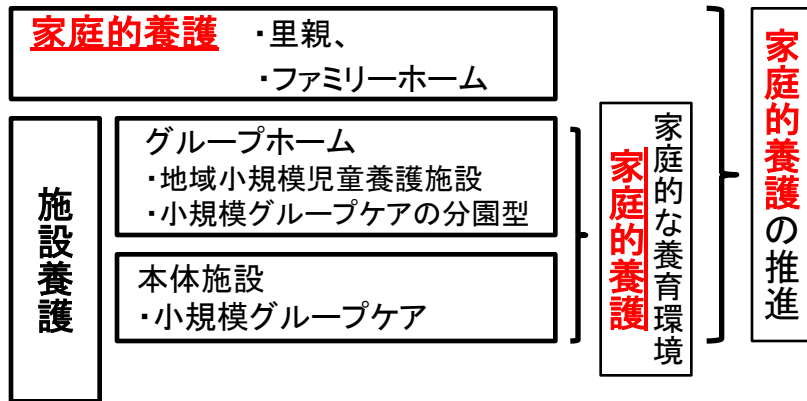 家庭的養護 ・里親、
・ファミリーホーム
施設養護
グループホーム
・地域小規模児童養護施設
・小規模グループケアの分園型
本体施設
・小規模グループケア
家庭的な養育環境
家庭的養護
家庭的養護の推進